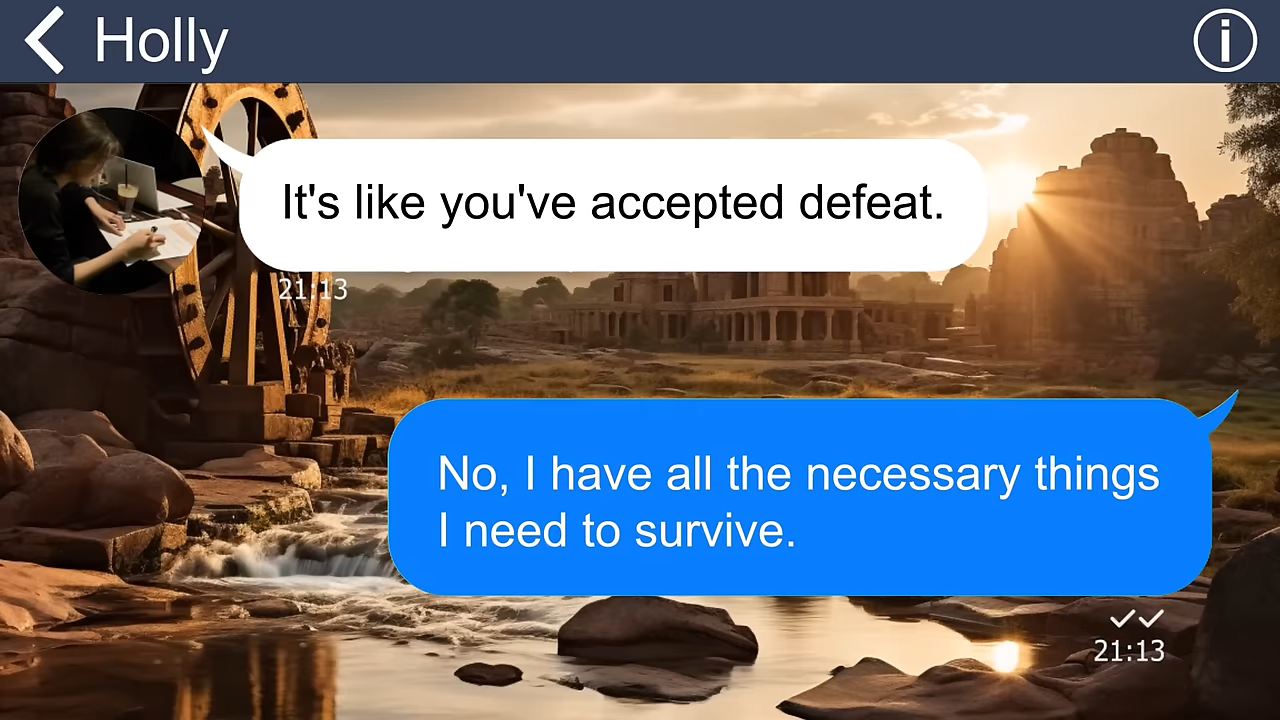 Holly
It's like you've accepted defeat.
21:13
No, I have all the necessary things
I need to survive.
21:13